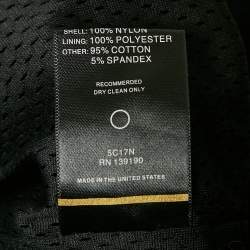 SHELL: 100% NYLON
LINING: 100% POLYESTER
OTHER: 95% COTTON
5% SPANDEX
RECOMMERDED
DRY CLEAN ONLY
5C17N
RN 139190
MADE IN THE UNITED STATES